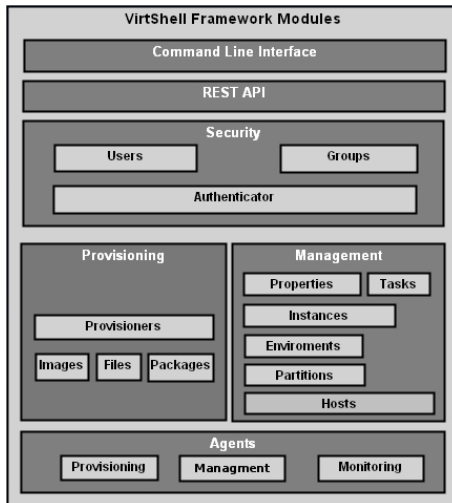 VirtShell Framework Modules
Command Line Interface
REST API
Security
Users
Groups
Authenticator
Provisioning
Provisioners
Images
Files
Packages
Management
Properties
Tasks
Instances
Enviroments
Partitions
Hosts
Agents
Provisioning
Managment
Monitoring